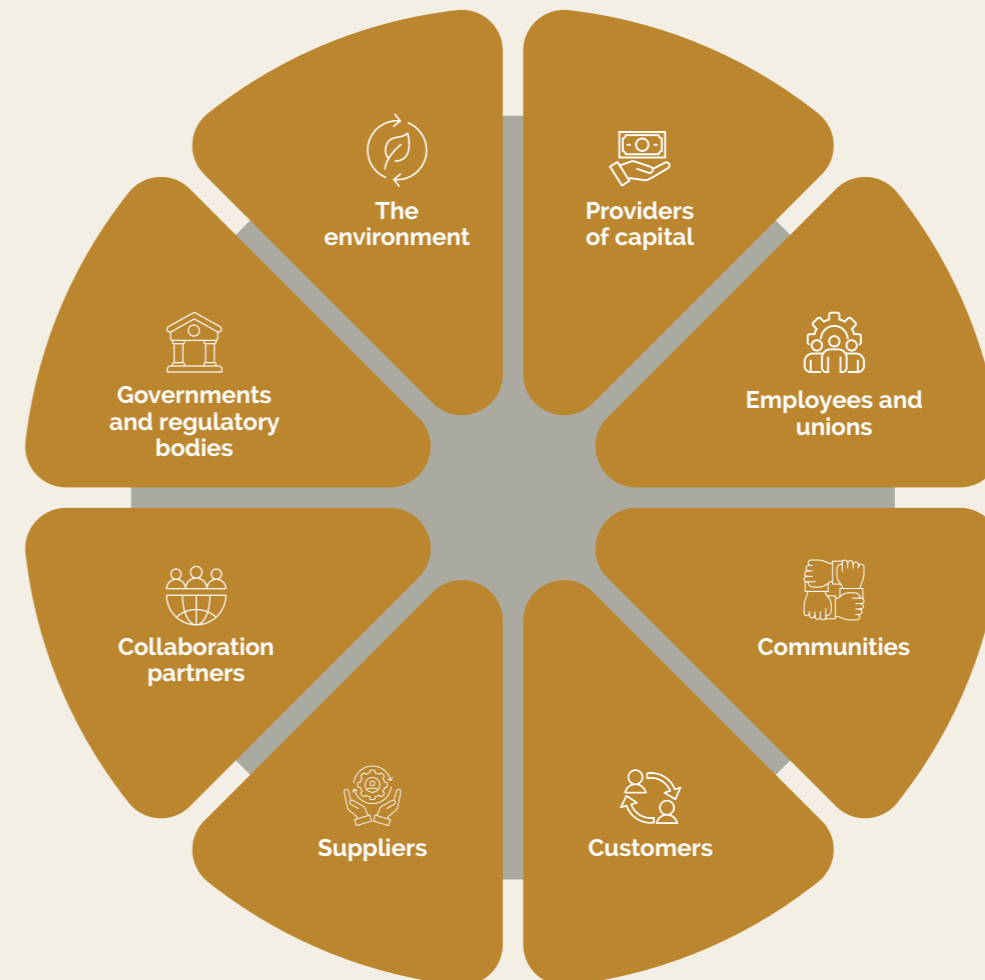 The
environment
Providers
of capital
Employees and
unions
Communities
Customers
Suppliers
Collaboration
partners
Governments
and regulatory
bodies